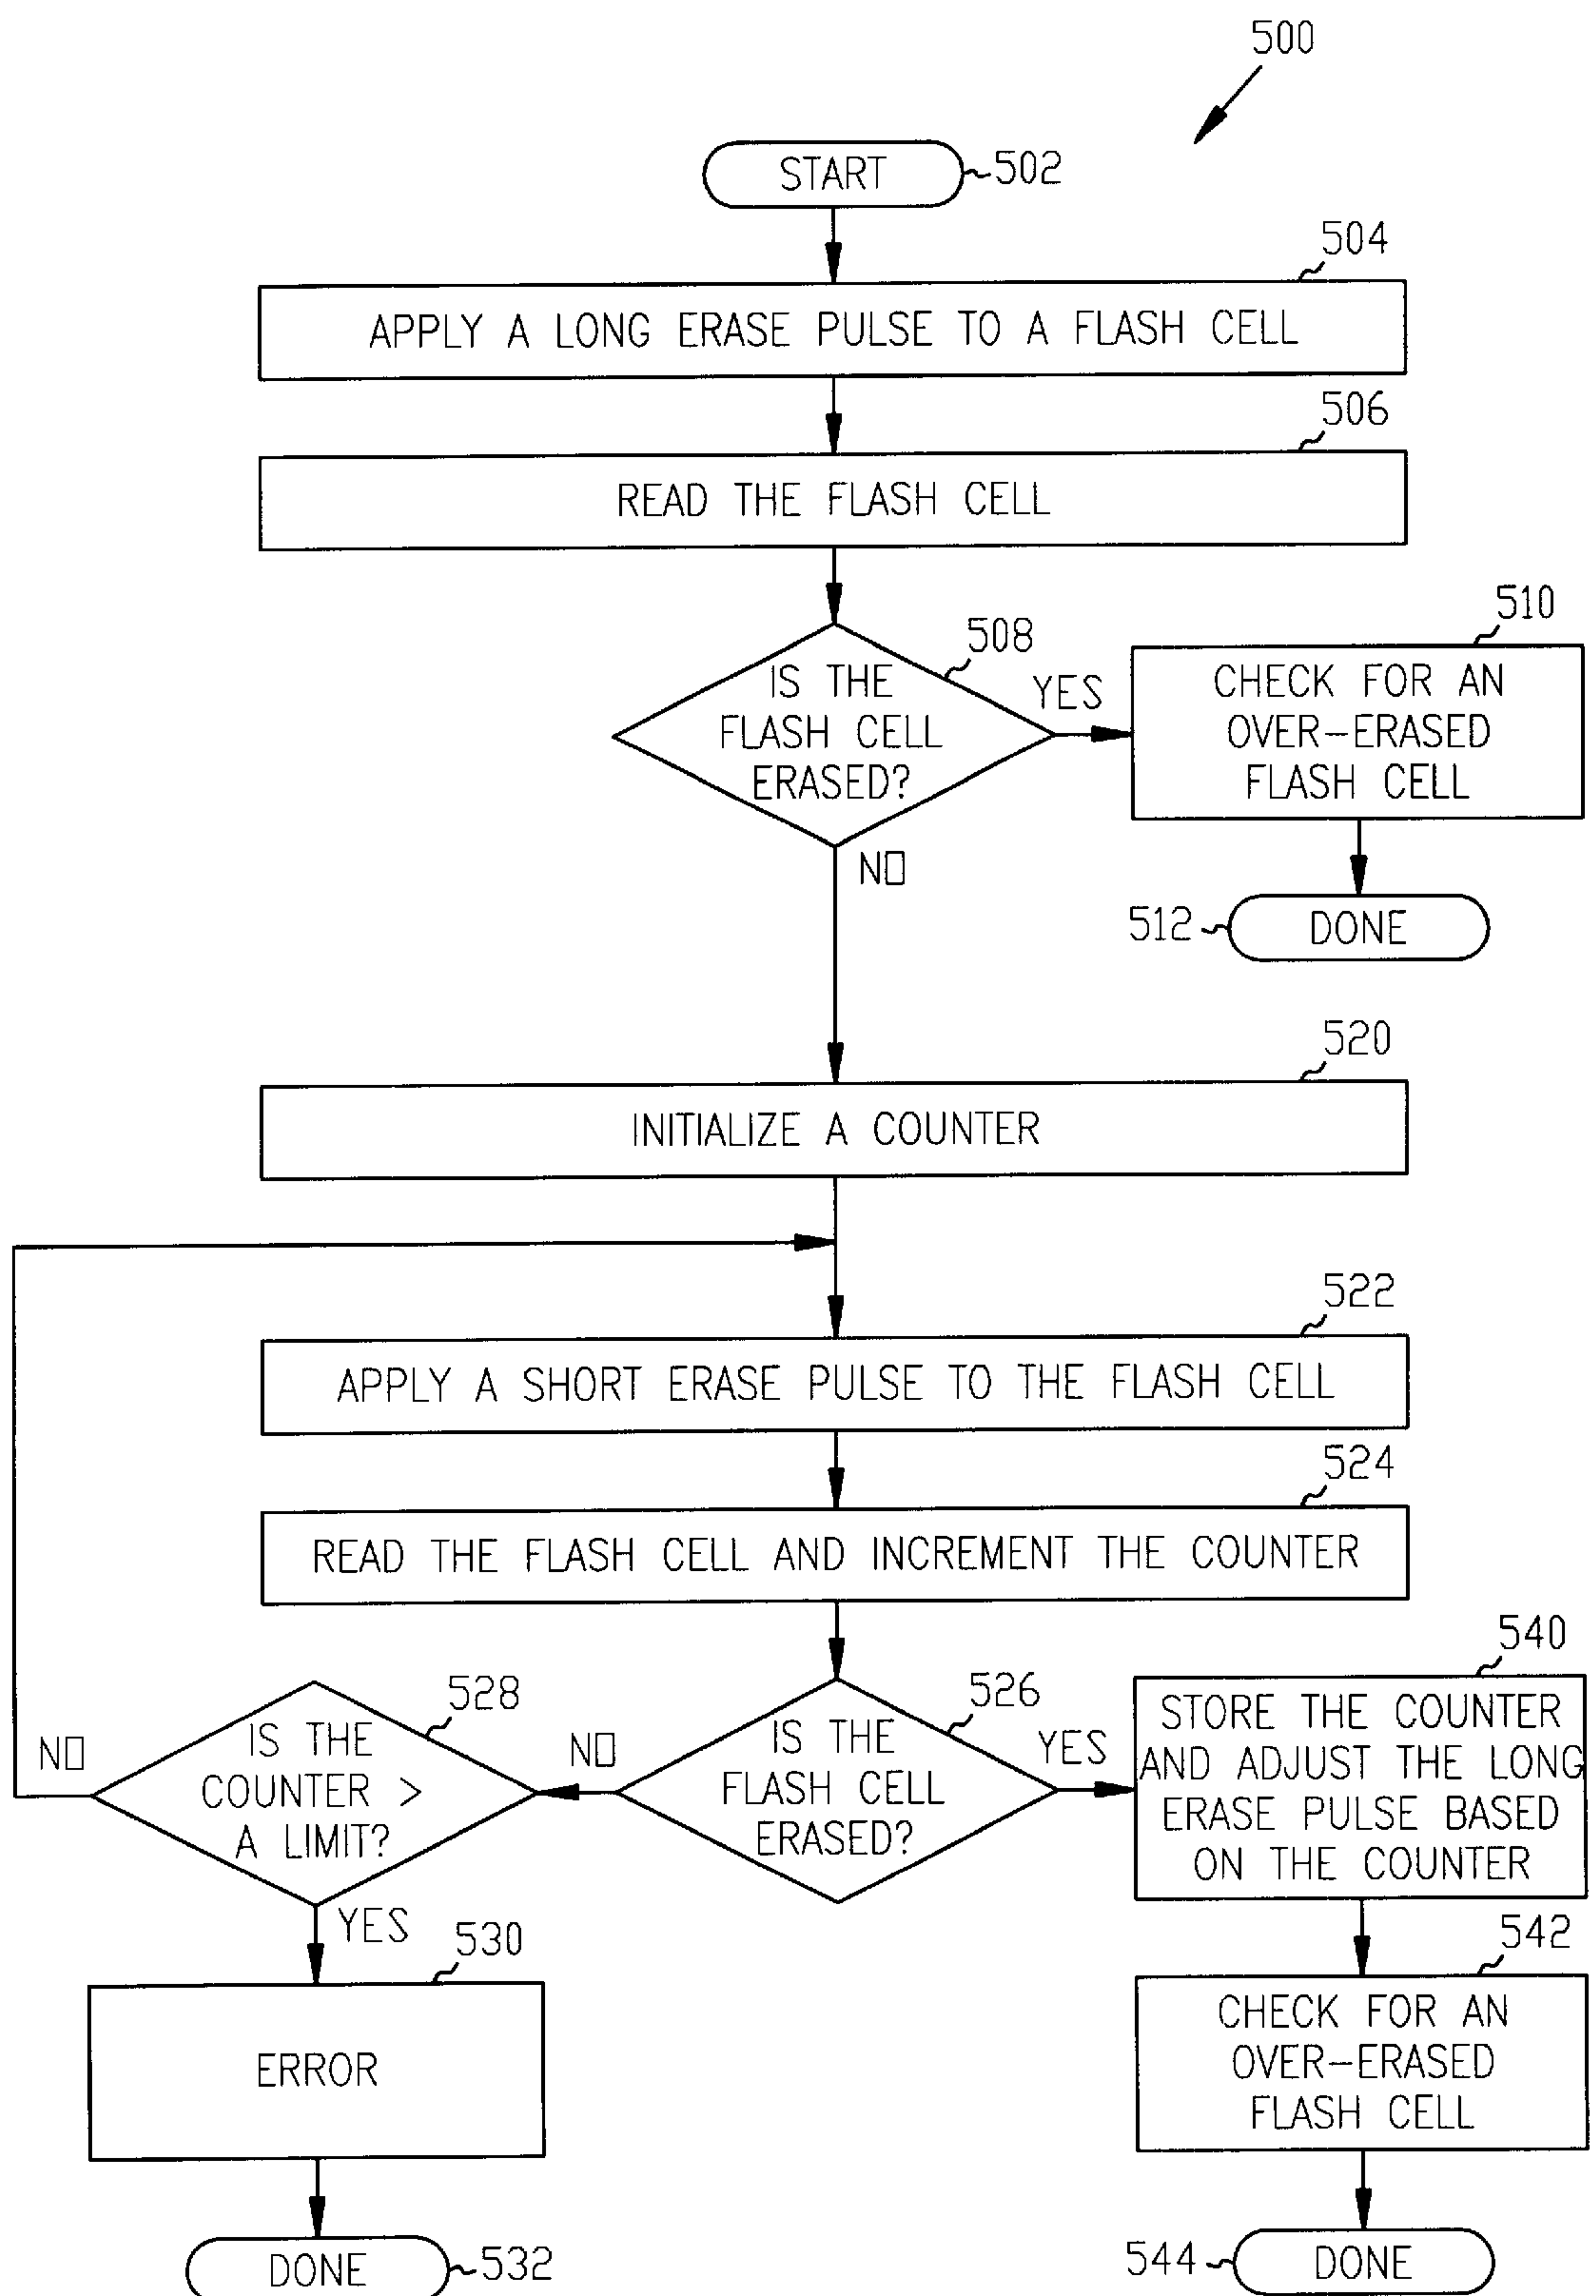 500
START
502
504
APPLY A LONG ERASE PULSE TO A FLASH CELL
506
READ THE FLASH CELL
508
IS THE
FLASH CELL
ERASED?
YES
NO
510
CHECK FOR AN
OVER-ERASED
FLASH CELL
512
DONE
520
INITIALIZE A COUNTER
522
APPLY A SHORT ERASE PULSE TO THE FLASH CELL
524
READ THE FLASH CELL AND INCREMENT THE COUNTER
526
IS THE
FLASH CELL
ERASED?
NO
YES
528
IS THE
COUNTER >
A LIMIT?
NO
YES
530
ERROR
DONE
532
540
STORE THE COUNTER
AND ADJUST THE LONG
ERASE PULSE BASED
ON THE COUNTER
542
CHECK FOR AN
OVER-ERASED
FLASH CELL
544
DONE